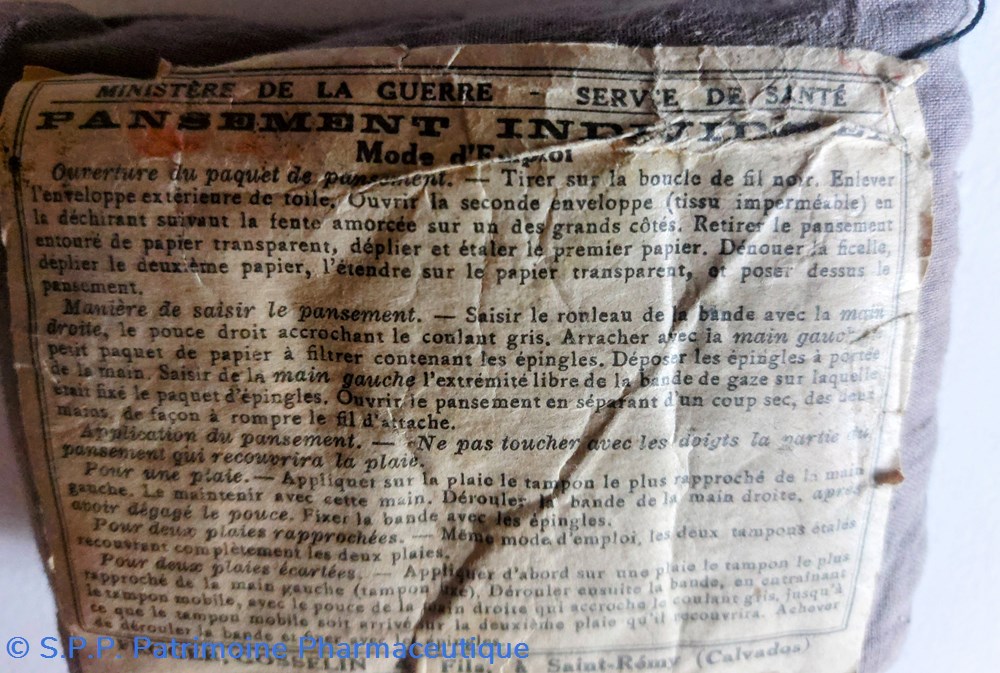 MINISTÈRE DE LA GUERRE - SERVICE DE SANTÉ
PANSEMENT INDIVIDUEL
Mode d'Emploi
Ouverture du paquet de pansement. — Tirer sur la boucle de fil noir. Enlever
l'enveloppe extérieure de toile. Ouvrir la seconde enveloppe (tissu imperméable) en
la déchirant suivant la fente amorcée sur un des grands côtés. Retirer le pansement
entouré de papier transparent, déplier et étaler le premier papier. Dénouer la ficelle,
déplier le deuxième papier, l'étendre sur le papier transparent, et poser dessus le
pansement.
Manière de saisir le pansement. — Saisir le rouleau de la bande avec la main
droite, le pouce droit accrochant le coulant gris. Arracher avec la main gauche
petit paquet de papier à filtrer contenant les épingles. Déposer les épingles à portée
de la main. Saisir de la main gauche l'extrémité libre de la bande de gaze sur laquelle
était fixé le paquet d'épingles. Ouvrir le pansement en séparant d'un coup sec, des deux
mains, de façon à rompre le fil d'attache.
Application du pansement. — Ne pas toucher avec les doigts la partie du
pansement qui recouvrira la plaie.
Pour une plaie. — Appliquer sur la plaie le tampon le plus rapproché de la main
gauche. Le maintenir avec cette main. Dérouler la bande de la main droite, après
avoir dégagé le pouce. Fixer la bande avec les épingles.
Pour deux plaies rapprochées. — Même mode d'emploi, les deux tampons étalés
recouvrant complètement les deux plaies.
Pour deux plaies écartées. — Appliquer d'abord sur une plaie le tampon le plus
rapproché de la main gauche (tampon fixe). Dérouler ensuite la bande, en entraînant
le tampon mobile, avec le pouce de la main droite qui accroche le coulant gris, jusqu'à
ce que le tampon mobile soit arrivé sur la deuxième plaie qu'il recouvrira. Achever
de dérouler la bande et
GOSSELIN Fils, à Saint-Rémy (Calvados)
© S.P.P. Patrimoine Pharmaceutique